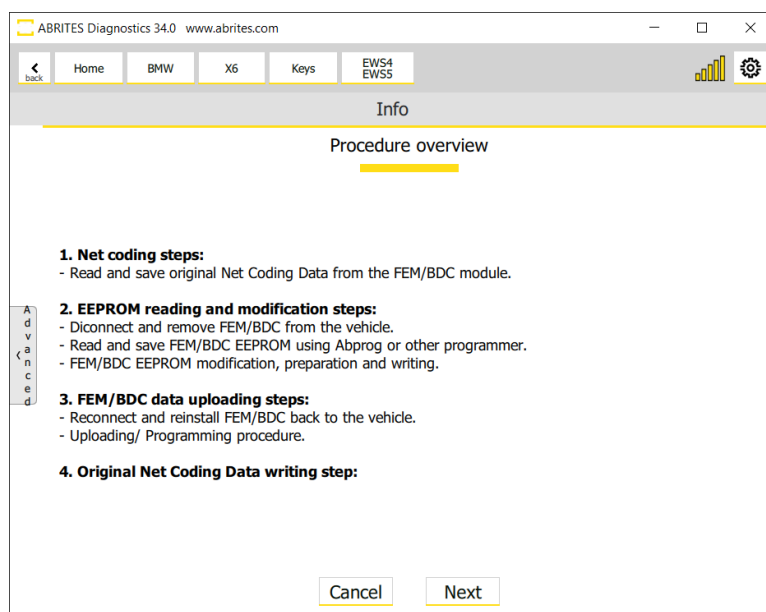 ABRITES Diagnostics 34.0 www.abrites.com
back
Home
BMW
X6
Keys
EWS4
EWS5
Info
Procedure overview
1. Net coding steps:
- Read and save original Net Coding Data from the FEM/BDC module.
2. EEPROM reading and modification steps:
- Diconnect and remove FEM/BDC from the vehicle.
- Read and save FEM/BDC EEPROM using Abprog or other programmer.
- FEM/BDC EEPROM modification, preparation and writing.
3. FEM/BDC data uploading steps:
- Reconnect and reinstall FEM/BDC back to the vehicle.
- Uploading/ Programming procedure.
4. Original Net Coding Data writing step:
Advanced
Cancel
Next